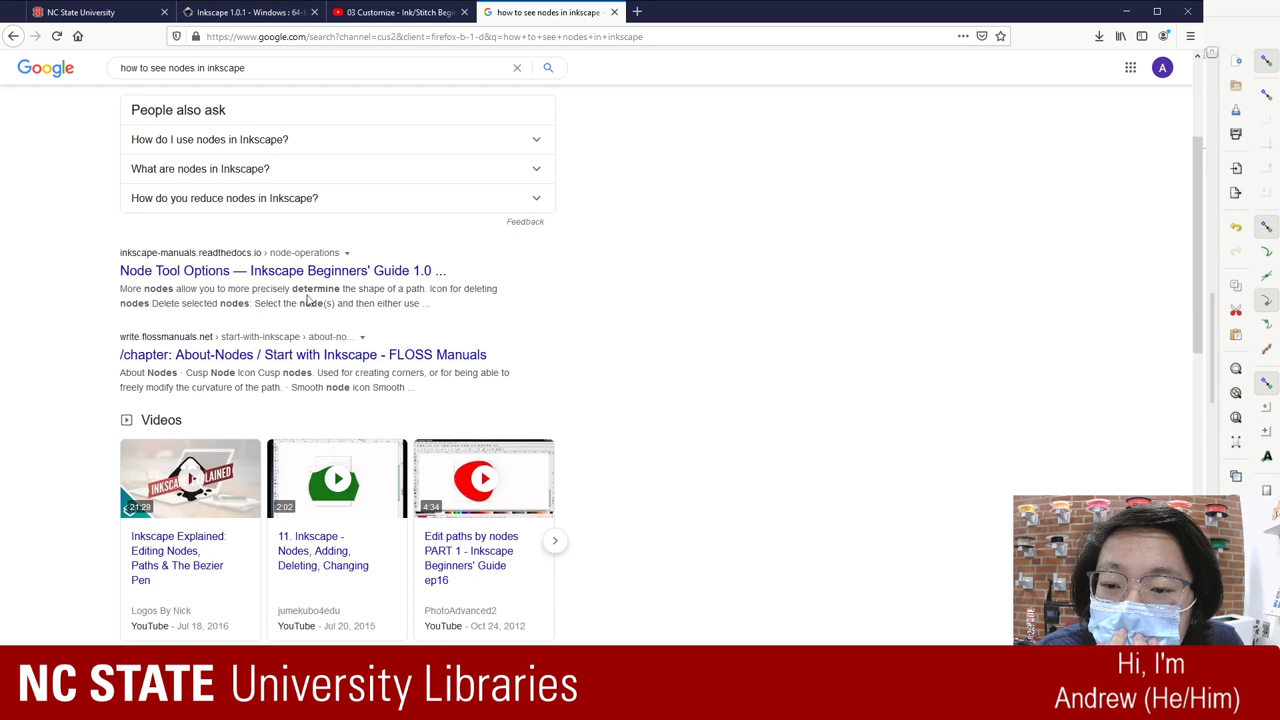 NC State University
Inkscape 1.0.1 - Windows : 64-
03 Customize - Ink/Stitch Begi
how to see nodes in inkscape -
https://www.google.com/search?channel=cus2&client=firefox-b-1-d&q=how+to+see+nodes+in+inkscape
Google
how to see nodes in inkscape
A
People also ask
How do I use nodes in Inkscape?
What are nodes in Inkscape?
How do you reduce nodes in Inkscape?
Feedback
inkscape-manuals.readthedocs.io › node-operations
Node Tool Options — Inkscape Beginners' Guide 1.0 ...
More nodes allow you to more precisely determine the shape of a path. Icon for deleting
nodes Delete selected nodes: Select the node(s) and then either use ...
write.flossmanuals.net › start-with-inkscape › about-no...
/chapter: About-Nodes / Start with Inkscape - FLOSS Manuals
About Nodes · Cusp Node Icon Cusp nodes. Used for creating corners, or for being able to
freely modify the curvature of the path. · Smooth node icon Smooth ...
Videos
INKSCAPE EXPLAINED
21:29
2:02
4:34
Inkscape Explained:
Editing Nodes,
Paths & The Bezier
Pen
Logos By Nick
YouTube - Jul 18, 2016
11. Inkscape -
Nodes, Adding,
Deleting, Changing
jumekubo4edu
YouTube - Jul 20, 2015
Edit paths by nodes
PART 1 - Inkscape
Beginners' Guide
ep16
PhotoAdvanced2
YouTube - Oct 24, 2012
NC STATE University Libraries
Hi, I'm
Andrew (He/Him)